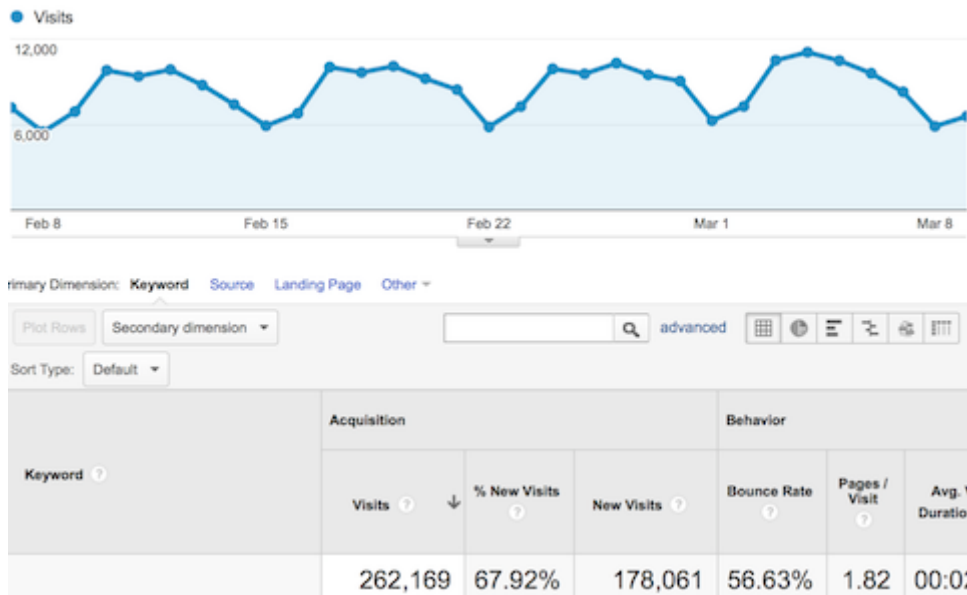 Visits
12,000
6,000
Feb 8 Feb 15 Feb 22 Mar 1 Mar 8
rimary Dimension: Keyword Source Landing Page Other
Plot Rows Secondary dimension advanced
Sort Type: Default
Acquisition Behavior
Keyword ? Visits ? % New Visits ? New Visits ? Bounce Rate ? Pages / Visit ? Avg. V Duratio
262,169 67.92% 178,061 56.63% 1.82 00:02